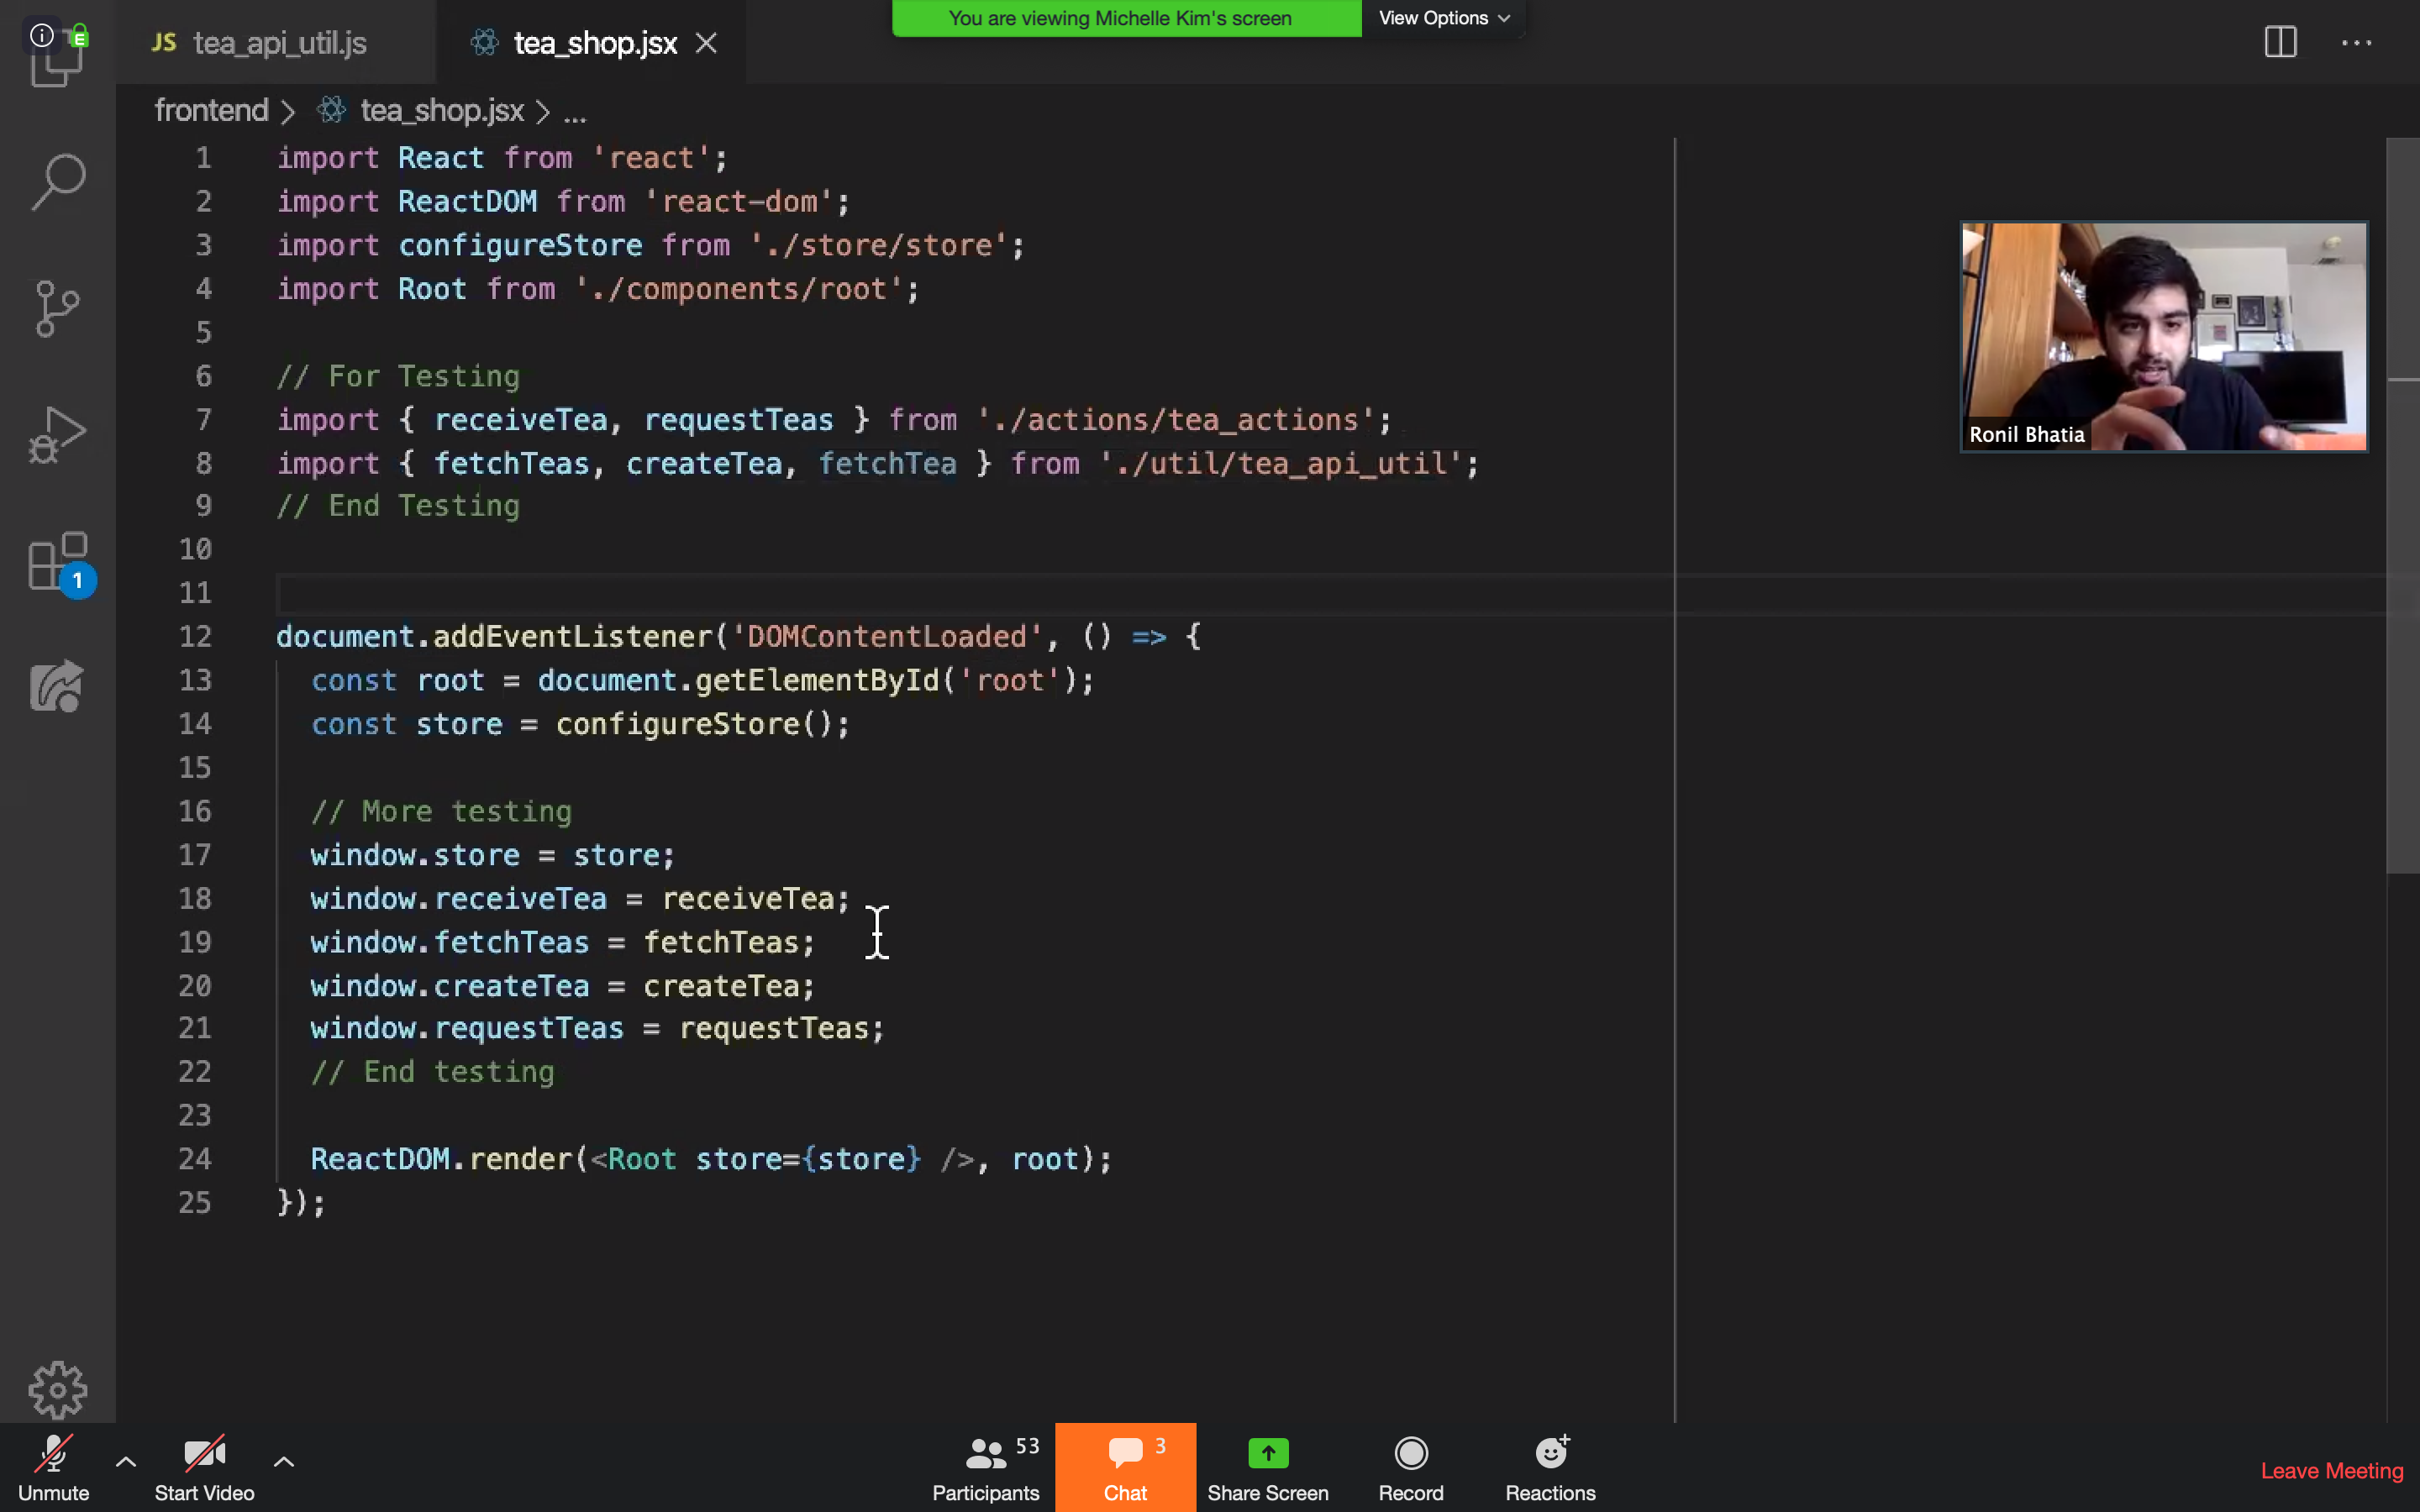 You are viewing Michelle Kim's screen View Options
E
JS tea_api_util.js tea_shop.jsx
frontend > tea_shop.jsx > ...
1 import React from 'react';
2 import ReactDOM from 'react-dom';
3 import configureStore from './store/store';
4 import Root from './components/root';
5
6 // For Testing
7 import { receiveTea, requestTeas } from './actions/tea_actions';
8 import { fetchTeas, createTea, fetchTea } from './util/tea_api_util';
9 // End Testing
10
11
12 document.addEventListener('DOMContentLoaded', () => {
13 const root = document.getElementById('root');
14 const store = configureStore();
15
16 // More testing
17 window.store = store;
18 window.receiveTea = receiveTea;
19 window.fetchTeas = fetchTeas;
20 window.createTea = createTea;
21 window.requestTeas = requestTeas;
22 // End testing
23
24 ReactDOM.render(<Root store={store} />, root);
25 });
1
Ronil Bhatia
Unmute
Start Video
53
Participants
3
Chat
Share Screen
Record
Reactions
Leave Meeting